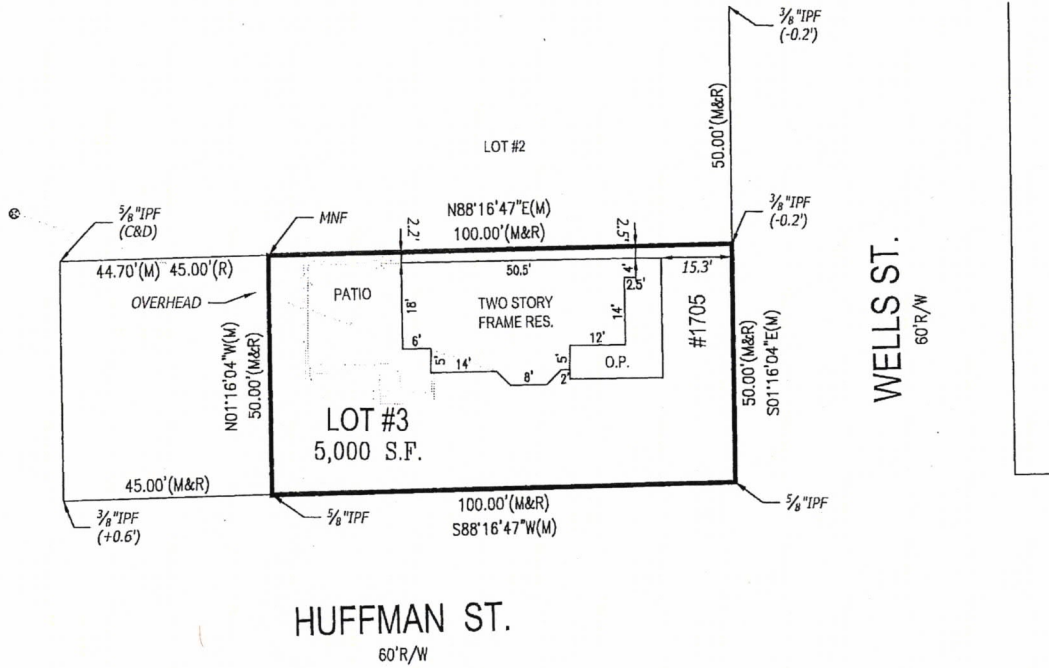 3/8"IPF
(-0.2')
50.00'(M&R)
LOT #2
5/8"IPF
(C&D)
MNF
N88°16'47"E(M)
100.00'(M&R)
2.2'
2.5'
3/8"IPF
(-0.2')
44.70'(M) 45.00'(R)
OVERHEAD
PATIO
50.5'
4'
2.5'
15.3'
18'
TWO STORY
FRAME RES.
14'
#1705
6'
5'
14'
8'
12'
5'
2'
O.P.
N01°16'04"W(M)
50.00'(M&R)
50.00'(M&R)
S01°16'04"E(M)
WELLS ST.
60'R/W
LOT #3
5,000 S.F.
45.00'(M&R)
3/8"IPF
(+0.6')
5/8"IPF
100.00'(M&R)
S88°16'47"W(M)
5/8"IPF
HUFFMAN ST.
60'R/W